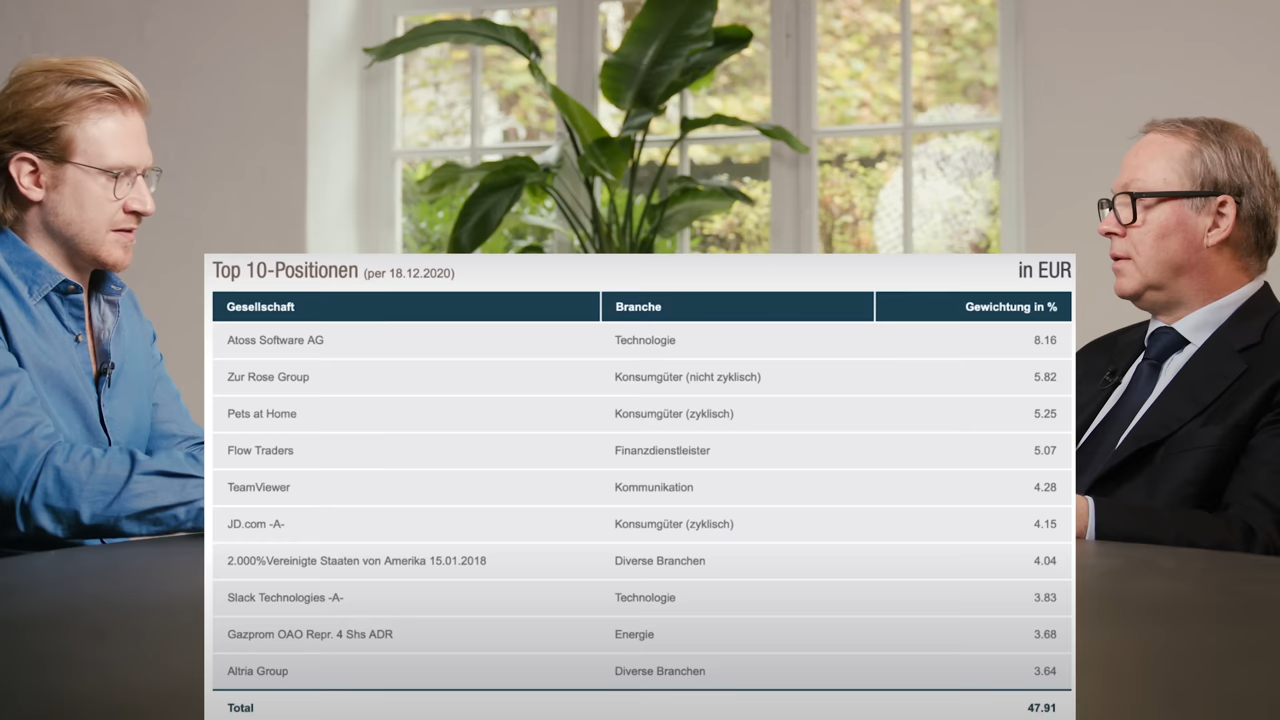 Top 10-Positionen (per 18.12.2020) in EUR
Gesellschaft Branche Gewichtung in %
Atoss Software AG Technologie 8.16
Zur Rose Group Konsumgüter (nicht zyklisch) 5.82
Pets at Home Konsumgüter (zyklisch) 5.25
Flow Traders Finanzdienstleister 5.07
TeamViewer Kommunikation 4.28
JD.com -A- Konsumgüter (zyklisch) 4.15
2.000%Vereinigte Staaten von Amerika 15.01.2018 Diverse Branchen 4.04
Slack Technologies -A- Technologie 3.83
Gazprom OAO Repr. 4 Shs ADR Energie 3.68
Altria Group Diverse Branchen 3.64
Total 47.91